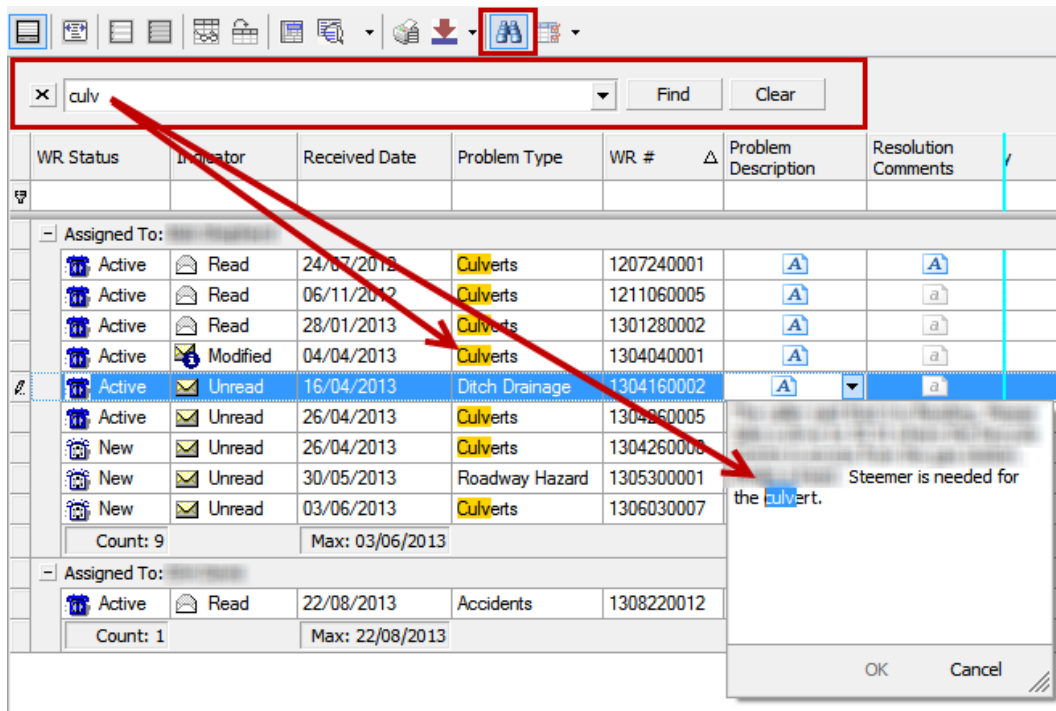 culv Find Clear
WR Status Indicator Received Date Problem Type WR # Problem Description Resolution Comments
Assigned To:
Active Read 24/07/2012 Culverts 1207240001 A A
Active Read 06/11/2012 Culverts 1211060005 A a
Active Read 28/01/2013 Culverts 1301280002 A a
Active Modified 04/04/2013 Culverts 1304040001 A a
Active Unread 16/04/2013 Ditch Drainage 1304160002 A a
Active Unread 26/04/2013 Culverts 1304260005
New Unread 26/04/2013 Culverts
New Unread 30/05/2013 Roadway Hazard 1305300001
Steemer is needed for
the culvert.
New Unread 03/06/2013 Culverts 1306030007
Count: 9 Max: 03/06/2013
Assigned To:
Active Read 22/08/2013 Accidents 1308220012
Count: 1 Max: 22/08/2013
OK Cancel